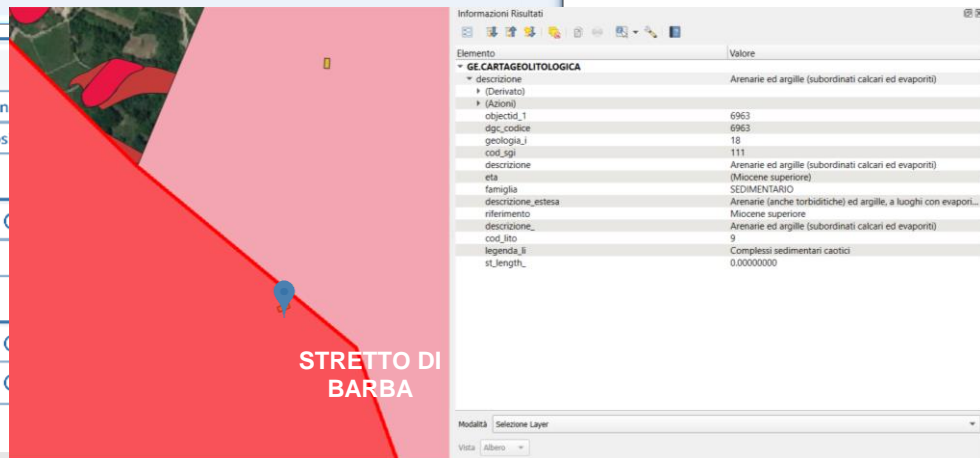 STRETTO DI
BARBA
Informazioni Risultati
Elemento Valore
GE.CARTAGEOLITOLOGICA
descrizione Arenarie ed argille (subordinati calcari ed evaporiti)
(Derivato)
(Azioni)
objectid_1 6963
dgc_codice 6963
geologia_i 18
cod_sgi 111
descrizione Arenarie ed argille (subordinati calcari ed evaporiti)
eta (Miocene superiore)
famiglia SEDIMENTARIO
descrizione_estesa Arenarie (anche torbiditiche) ed argille, a luoghi con evapori...
riferimento Miocene superiore
descrizione_ Arenarie ed argille (subordinati calcari ed evaporiti)
cod_lito 9
legenda_li Complessi sedimentari caotici
st_length_ 0.00000000
Modalità Selezione Layer
Vista Albero